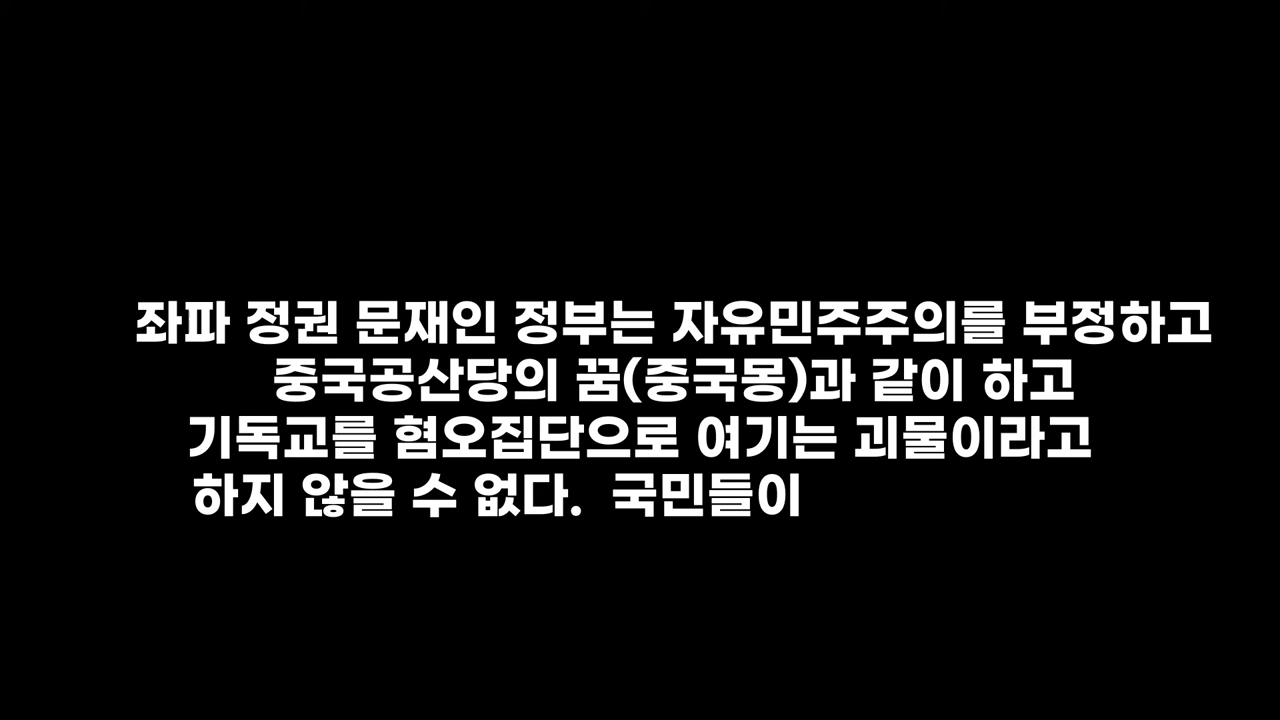 좌파 정권 문재인 정부는 자유민주주의를 부정하고
중국공산당의 꿈(중국몽)과 같이 하고
기독교를 혐오집단으로 여기는 괴물이라고
하지 않을 수 없다. 국민들이